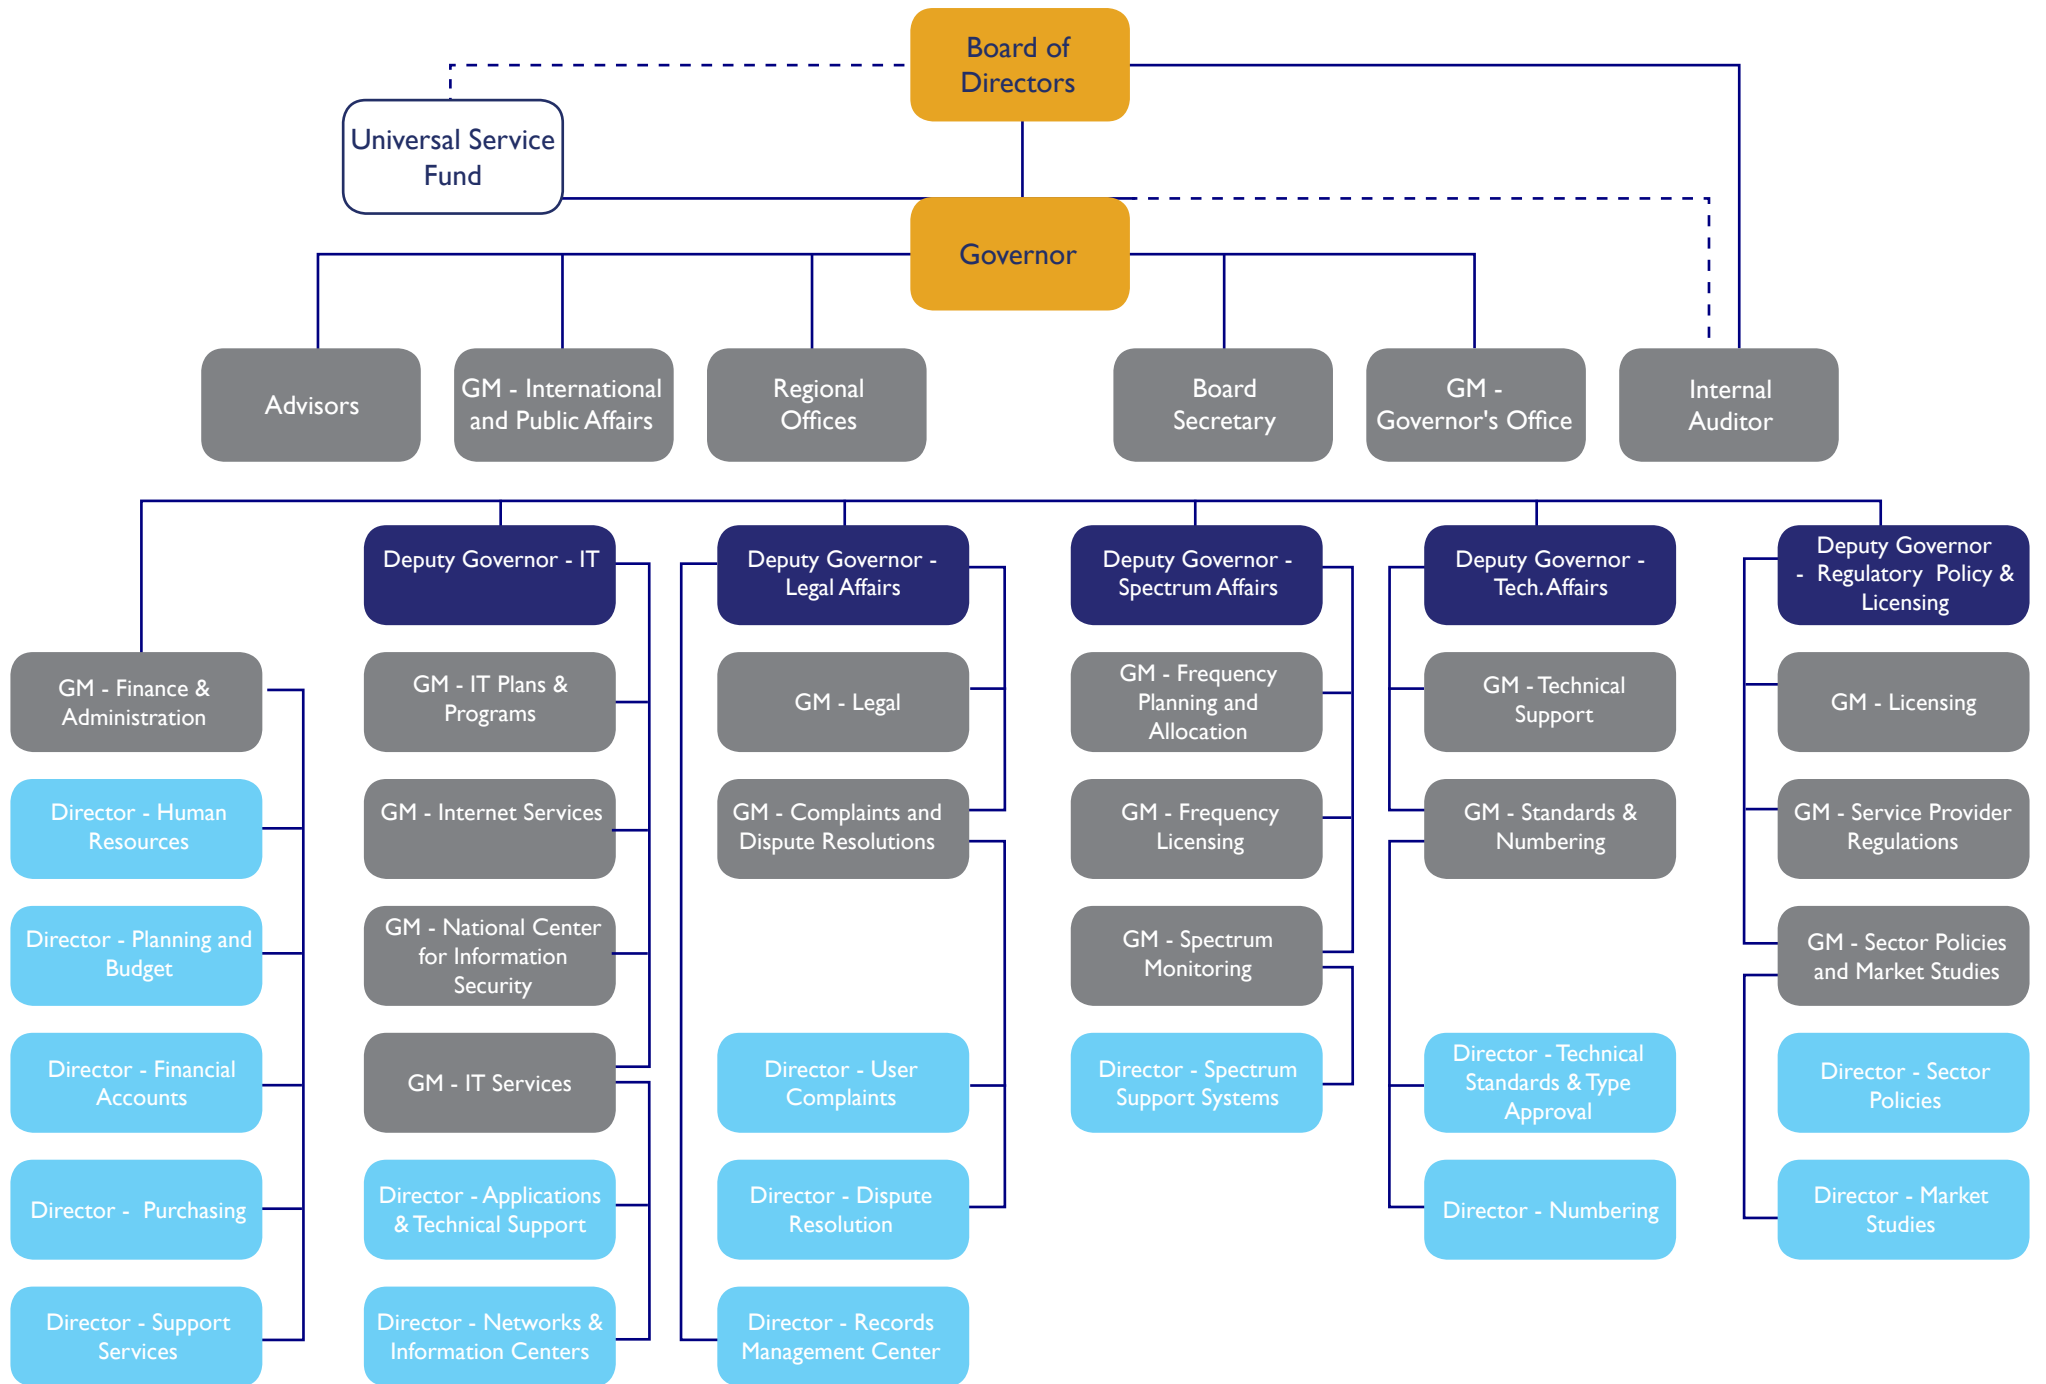 Board of
Directors
Universal Service
Fund
Governor
Advisors
GM - International
and Public Affairs
Regional
Offices
Board
Secretary
GM -
Governor's Office
Internal
Auditor
Deputy Governor - IT
Deputy Governor -
Legal Affairs
Deputy Governor -
Spectrum Affairs
Deputy Governor -
Tech. Affairs
Deputy Governor
- Regulatory Policy &
Licensing
GM - Finance &
Administration
GM - IT Plans &
Programs
GM - Legal
GM - Frequency
Planning and
Allocation
GM - Technical
Support
GM - Licensing
Director - Human
Resources
GM - Internet Services
GM - Complaints and
Dispute Resolutions
GM - Frequency
Licensing
GM - Standards &
Numbering
GM - Service Provider
Regulations
Director - Planning and
Budget
GM - National Center
for Information
Security
GM - Spectrum
Monitoring
GM - Sector Policies
and Market Studies
Director - Financial
Accounts
GM - IT Services
Director - User
Complaints
Director - Spectrum
Support Systems
Director - Technical
Standards & Type
Approval
Director - Sector
Policies
Director - Purchasing
Director - Applications
& Technical Support
Director - Dispute
Resolution
Director - Numbering
Director - Market
Studies
Director - Support
Services
Director - Networks &
Information Centers
Director - Records
Management Center